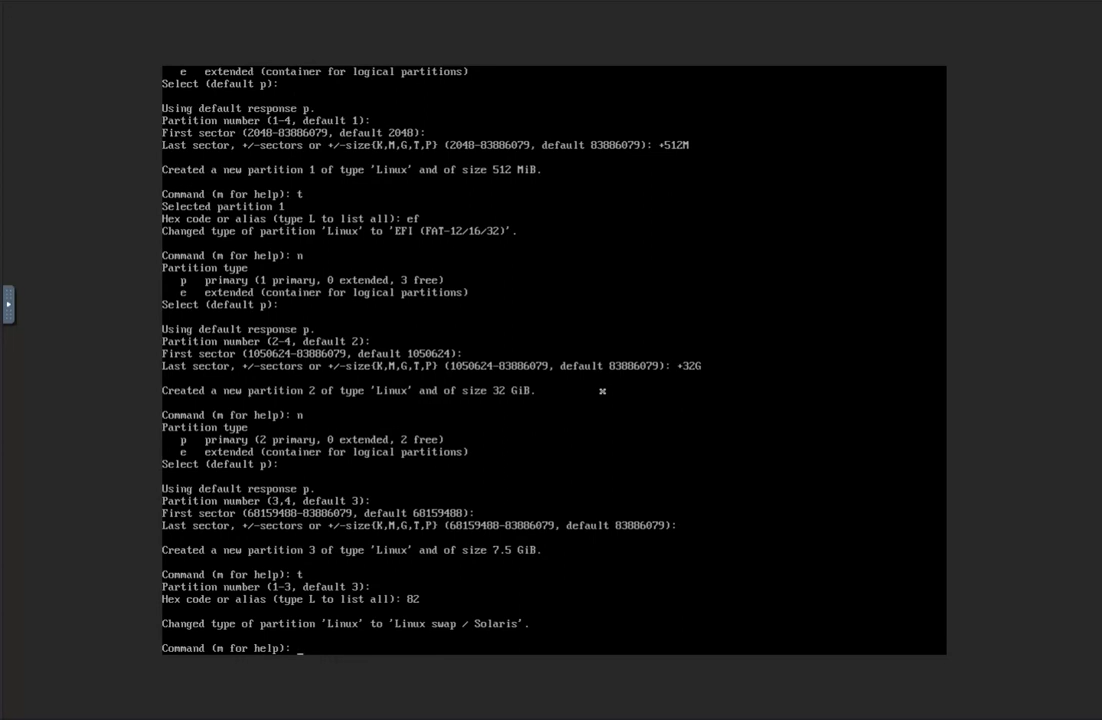 e   extended (container for logical partitions)
Select (default p):
Using default response p.
Partition number (1-4, default 1):
First sector (2048-83886079, default 2048):
Last sector, +/-sectors or +/-size{K,M,G,T,P} (2048-83886079, default 83886079): +512M
Created a new partition 1 of type 'Linux' and of size 512 MiB.
Command (m for help): t
Selected partition 1
Hex code or alias (type L to list all): ef
Changed type of partition 'Linux' to 'EFI (FAT-12/16/32)'.
Command (m for help): n
Partition type
p   primary (1 primary, 0 extended, 3 free)
e   extended (container for logical partitions)
Select (default p):
Using default response p.
Partition number (2-4, default 2):
First sector (1050624-83886079, default 1050624):
Last sector, +/-sectors or +/-size{K,M,G,T,P} (1050624-83886079, default 83886079): +32G
Created a new partition 2 of type 'Linux' and of size 32 GiB.
Command (m for help): n
Partition type
p   primary (2 primary, 0 extended, 2 free)
e   extended (container for logical partitions)
Select (default p):
Using default response p.
Partition number (3,4, default 3):
First sector (68159488-83886079, default 68159488):
Last sector, +/-sectors or +/-size{K,M,G,T,P} (68159488-83886079, default 83886079):
Created a new partition 3 of type 'Linux' and of size 7.5 GiB.
Command (m for help): t
Partition number (1-3, default 3):
Hex code or alias (type L to list all): 82
Changed type of partition 'Linux' to 'Linux swap / Solaris'.
Command (m for help): _